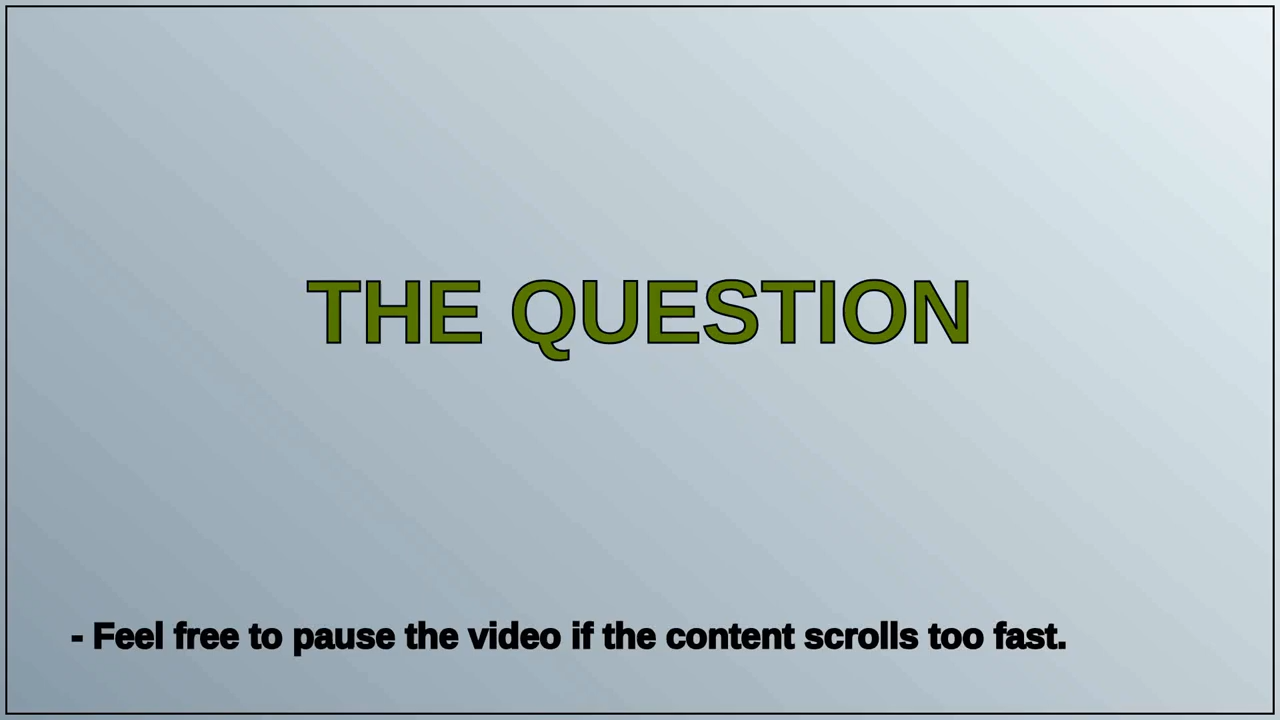 THE QUESTION
- Feel free to pause the video if the content scrolls too fast.